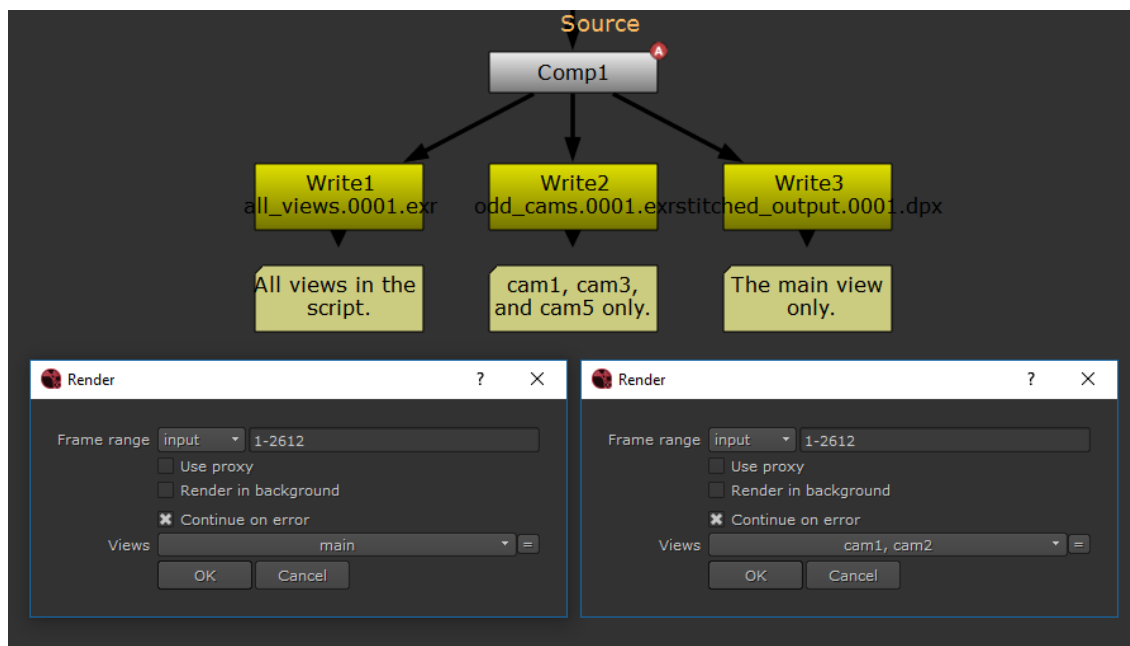 Source
A
Comp1
Write1
all_views.0001.exr
Write2
odd_cams.0001.exr
Write3
stitched_output.0001.dpx
All views in the
script.
cam1, cam3,
and cam5 only.
The main view
only.
Render ? X
Frame range input 1-2612
Use proxy
Render in background
Continue on error
Views main =
OK Cancel
Render ? X
Frame range input 1-2612
Use proxy
Render in background
Continue on error
Views cam1, cam2 =
OK Cancel